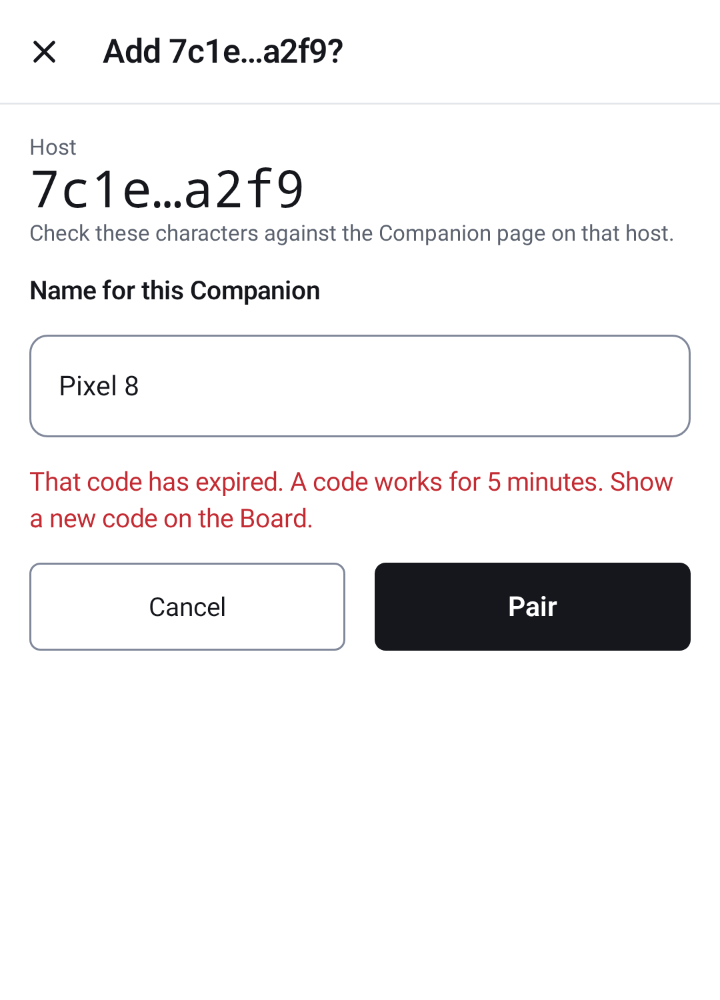 Add 7c1e…a2f9?
Host
7c1e…a2f9
Check these characters against the Companion page on that host.
Name for this Companion
Pixel 8
That code has expired. A code works for 5 minutes. Show
a new code on the Board.
Cancel
Pair